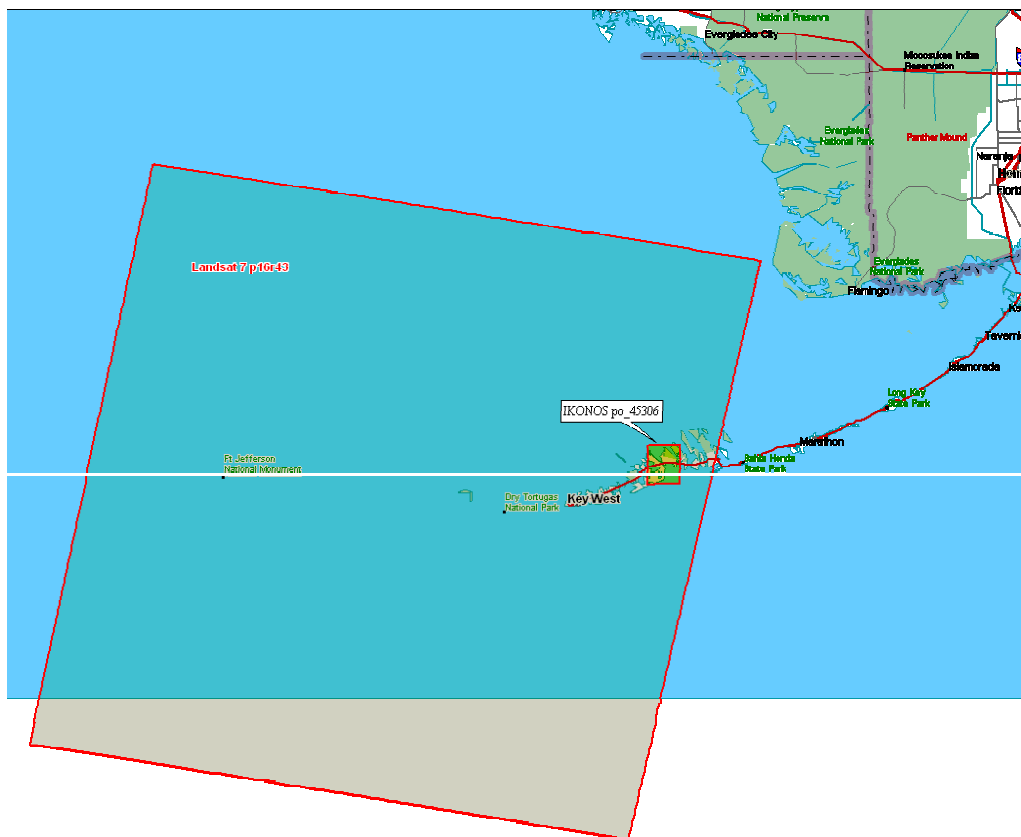 National Preserve
Everglades City
Miccosukee Indian
Reservation
Everglades
National Park
Panther Mound
Naranja
Landsat 7 p16r43
Everglades
National Park
Flamingo
Islamorada
Long Key
State Park
IKONOS po_45306
Marathon
Bahia Honda
State Park
Ft Jefferson
National Monument
Dry Tortugas
National Park
Key West